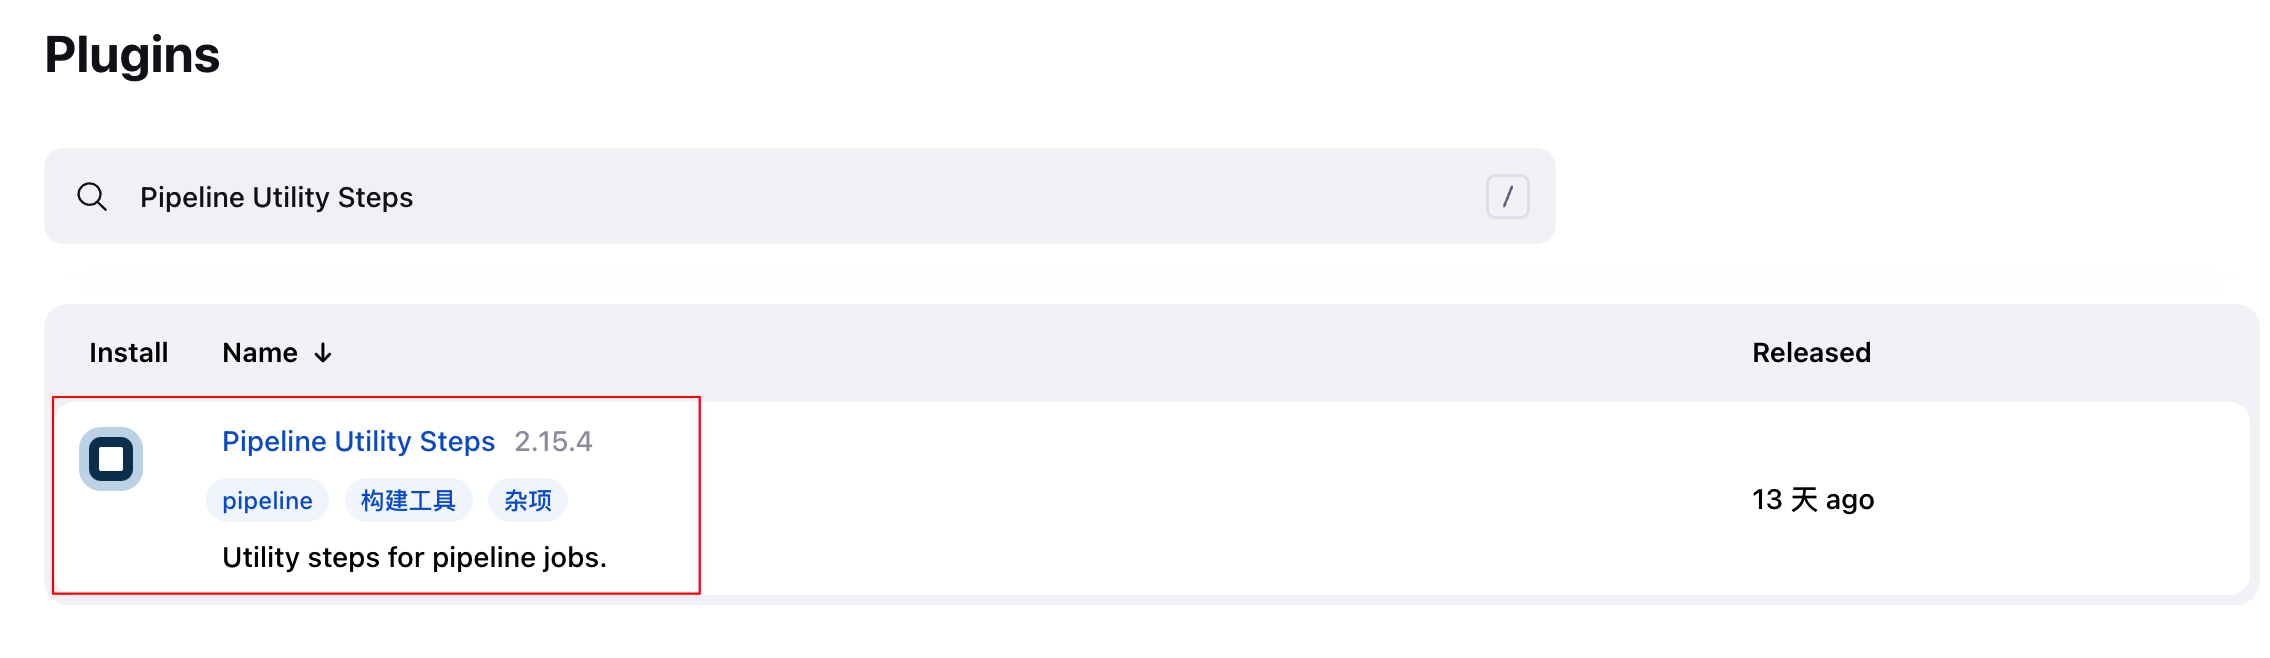 Plugins
Pipeline Utility Steps /
Install Name ↓ Released
Pipeline Utility Steps 2.15.4
pipeline 构建工具 杂项
13 天 ago
Utility steps for pipeline jobs.